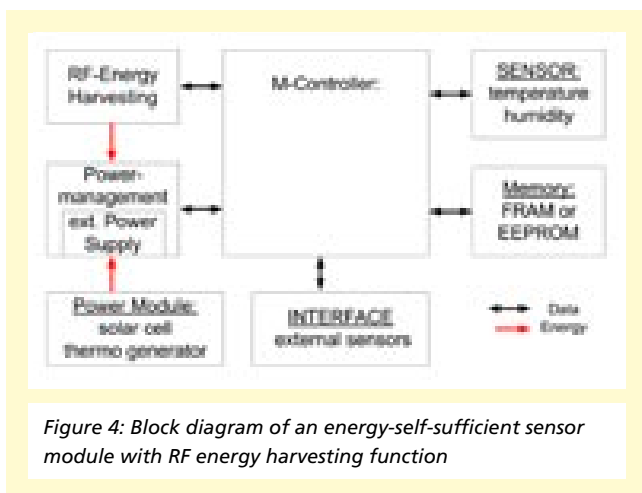 RF-Energy
Harvesting
M-Controller:
SENSOR:
temperature
humidity
Power-
management
ext. Power
Supply
Memory:
FRAM or
EEPROM
Power Module:
solar cell
thermo generator
INTERFACE
external sensors
Data
Energy
Figure 4: Block diagram of an energy-self-sufficient sensor
module with RF energy harvesting function